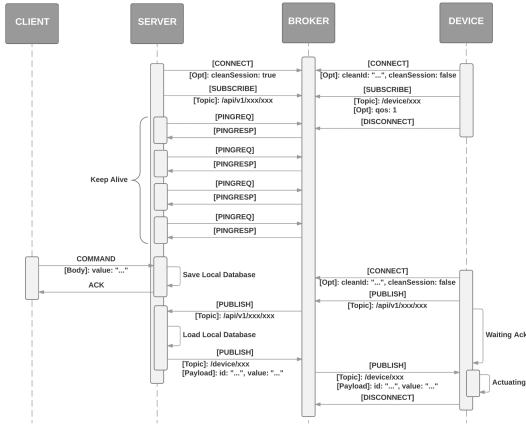 CLIENT
SERVER
BROKER
DEVICE
[CONNECT]
[Opt]: cleanSession: true
[CONNECT]
[Opt]: cleanId: "...", cleanSession: false
[SUBSCRIBE]
[Topic]: /api/v1/xxx/xxx
[SUBSCRIBE]
[Topic]: /device/xxx
[Opt]: qos: 1
[PINGREQ]
[DISCONNECT]
[PINGRESP]
[PINGREQ]
[PINGRESP]
Keep Alive
[PINGREQ]
[PINGRESP]
[PINGREQ]
[PINGRESP]
COMMAND
[Body]: value: "..."
Save Local Database
[CONNECT]
[Opt]: cleanId: "...", cleanSession: false
ACK
[PUBLISH]
[Topic]: /api/v1/xxx/xxx
[PUBLISH]
[Topic]: /api/v1/xxx/xxx
Load Local Database
Waiting Ack
[PUBLISH]
[Topic]: /device/xxx
[Payload]: id: "...", value: "..."
[PUBLISH]
[Topic]: /device/xxx
[Payload]: id: "...", value: "..."
Actuating
[DISCONNECT]